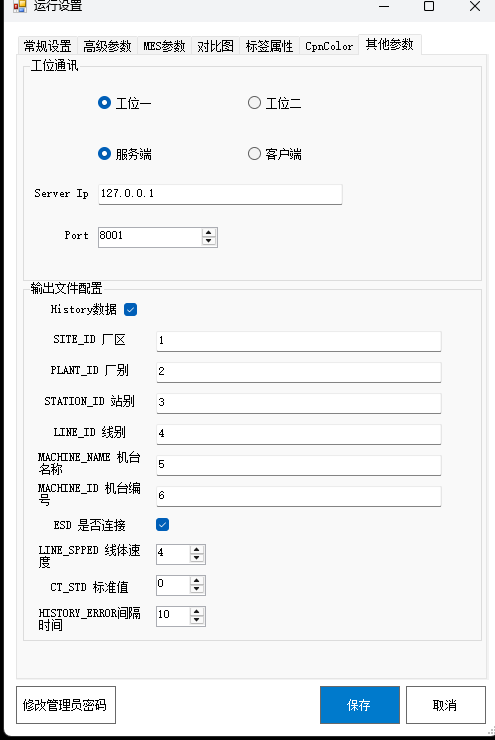 运行设置
常规设置 高级参数 MES参数 对比图 标签属性 CpnColor 其他参数
工位通讯
工位一 工位二
服务端 客户端
Server Ip 127.0.0.1
Port 8001
输出文件配置
History数据
SITE_ID 厂区 1
PLANT_ID 厂别 2
STATION_ID 站别 3
LINE_ID 线别 4
MACHINE_NAME 机台
名称 5
MACHINE_ID 机台编
号 6
ESD 是否连接
LINE_SPPED 线体速
度 4
CT_STD 标准值 0
HISTORY_ERROR间隔
时间 10
修改管理员密码 保存 取消